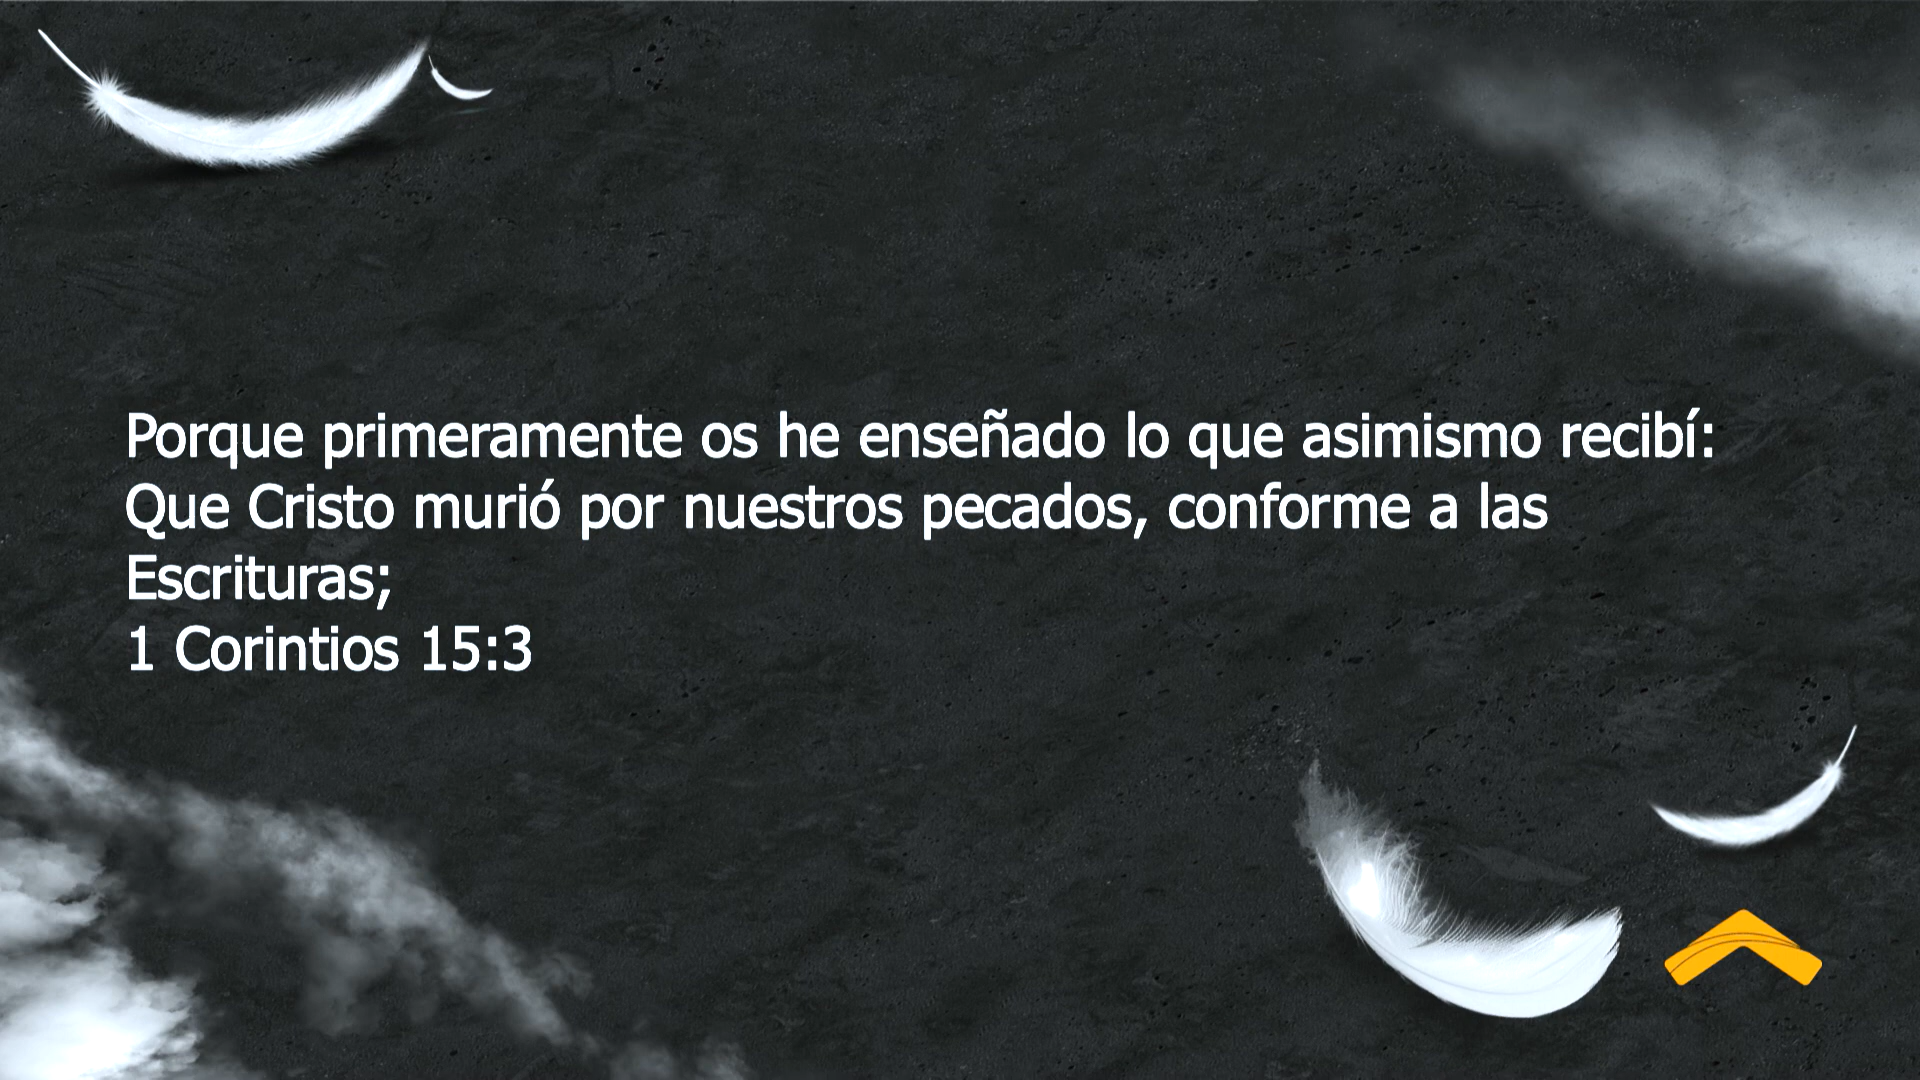 Porque primeramente os he enseñado lo que asimismo recibí:
Que Cristo murió por nuestros pecados, conforme a las
Escrituras;
1 Corintios 15:3